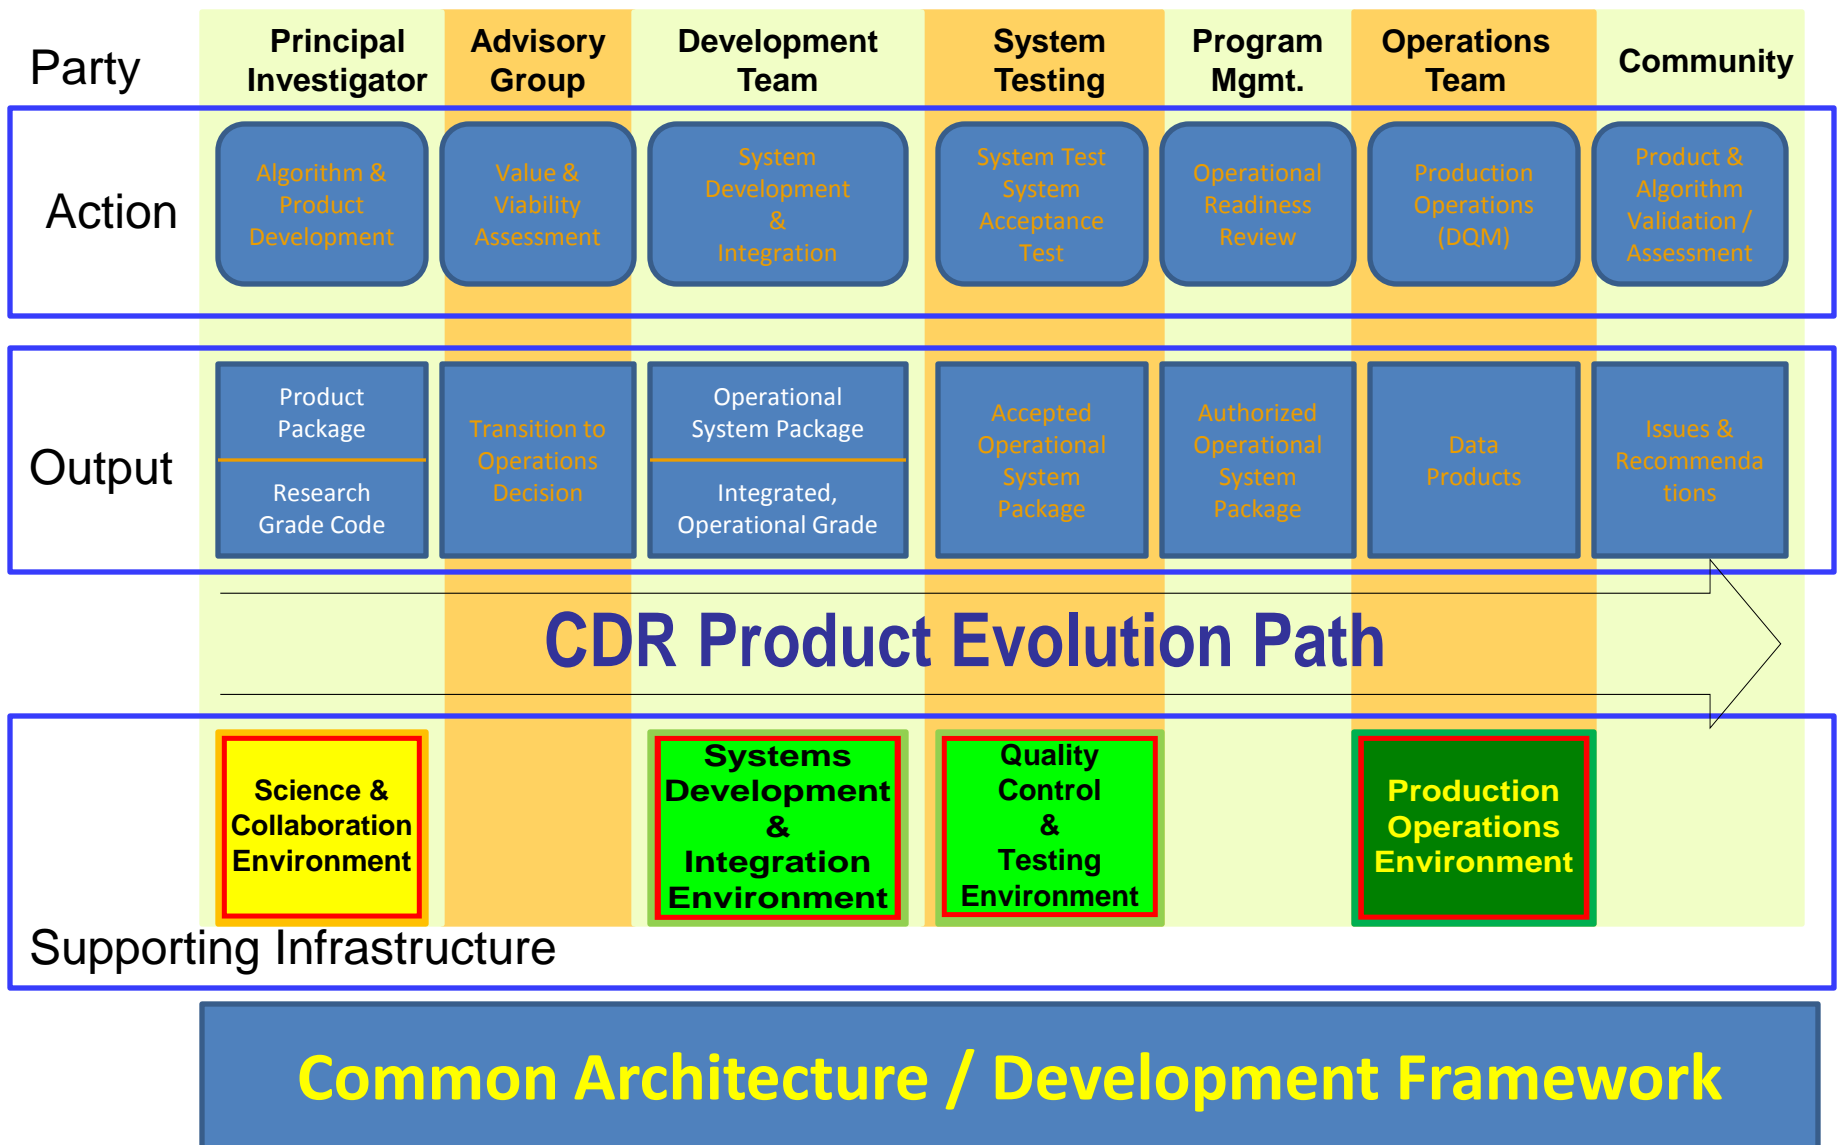 Party
Principal
Investigator
Advisory
Group
Development
Team
System
Testing
Program
Mgmt.
Operations
Team
Community
Action
Algorithm &
Product
Development
Value &
Viability
Assessment
System
Development
&
Integration
System Test
System
Acceptance
Test
Operational
Readiness
Review
Production
Operations
(DQM)
Product &
Algorithm
Validation /
Assessment
Output
Product
Package
Research
Grade Code
Transition to
Operations
Decision
Operational
System Package
Integrated,
Operational Grade
Accepted
Operational
System
Package
Authorized
Operational
System
Package
Data
Products
Issues &
Recommenda
tions
CDR Product Evolution Path
Science &
Collaboration
Environment
Systems
Development
&
Integration
Environment
Quality
Control
&
Testing
Environment
Production
Operations
Environment
Supporting Infrastructure
Common Architecture / Development Framework